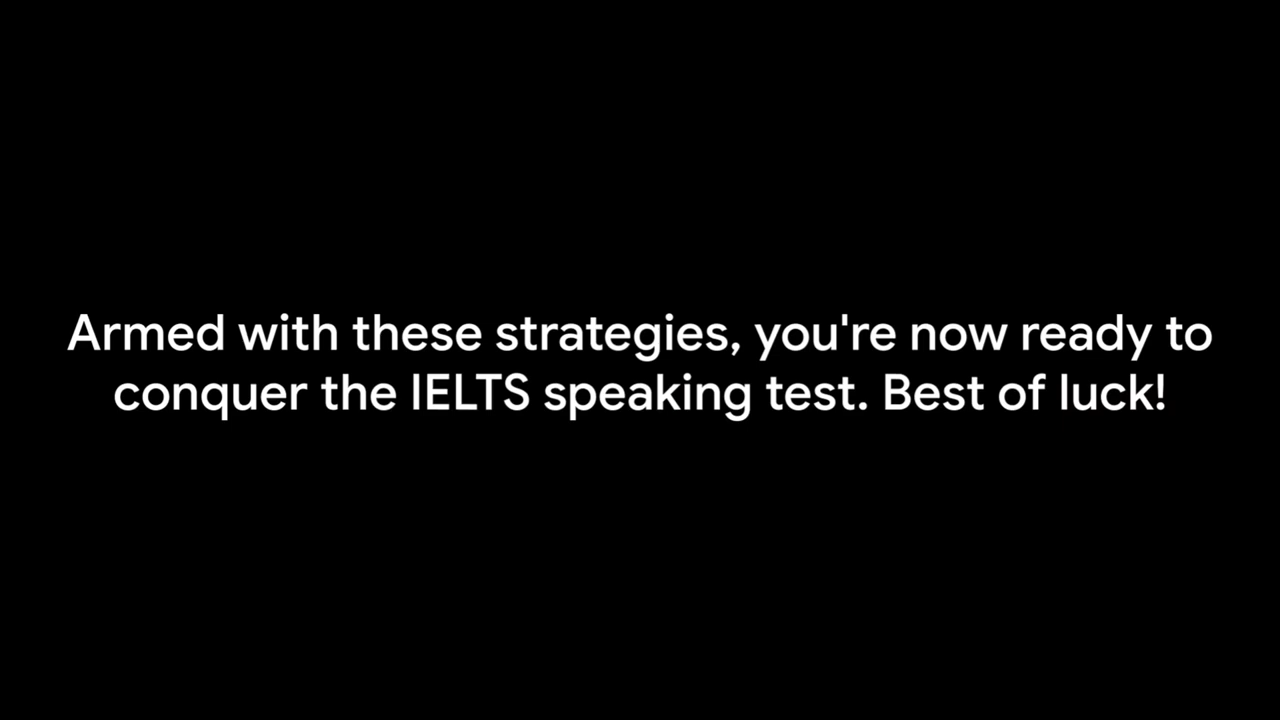 Armed with these strategies, you're now ready to
conquer the IELTS speaking test. Best of luck!